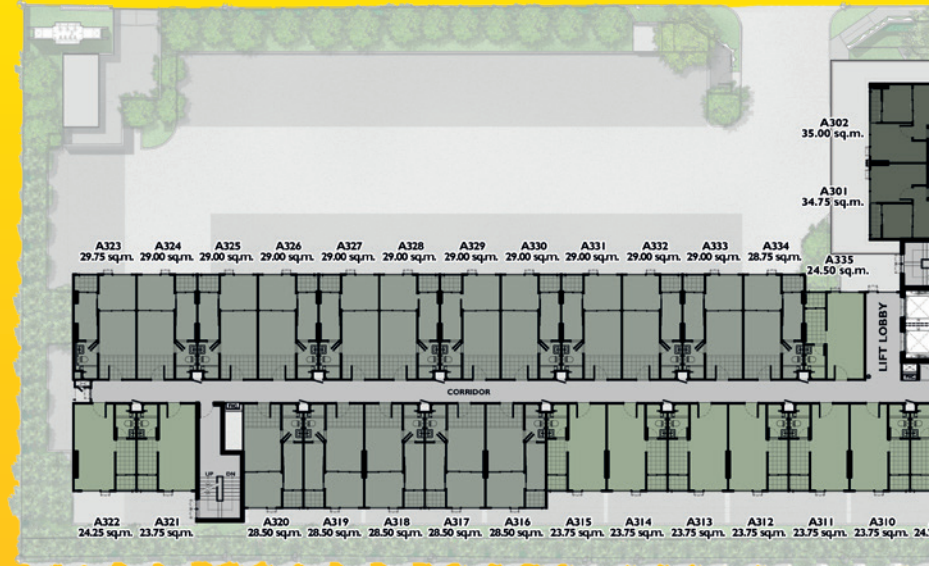 A302
35.00 sq.m.
A301
34.75 sq.m.
A323
29.75 sq.m.
A324
29.00 sq.m.
A325
29.00 sq.m.
A326
29.00 sq.m.
A327
29.00 sq.m.
A328
29.00 sq.m.
A329
29.00 sq.m.
A330
29.00 sq.m.
A331
29.00 sq.m.
A332
29.00 sq.m.
A333
29.00 sq.m.
A334
28.75 sq.m.
A335
24.50 sq.m.
LIFT LOBBY
CORRIDOR
UP DN
A322
24.25 sq.m.
A321
23.75 sq.m.
A320
28.50 sq.m.
A319
28.50 sq.m.
A318
28.50 sq.m.
A317
28.50 sq.m.
A316
28.50 sq.m.
A315
23.75 sq.m.
A314
23.75 sq.m.
A313
23.75 sq.m.
A312
23.75 sq.m.
A311
23.75 sq.m.
A310
23.75 sq.m.